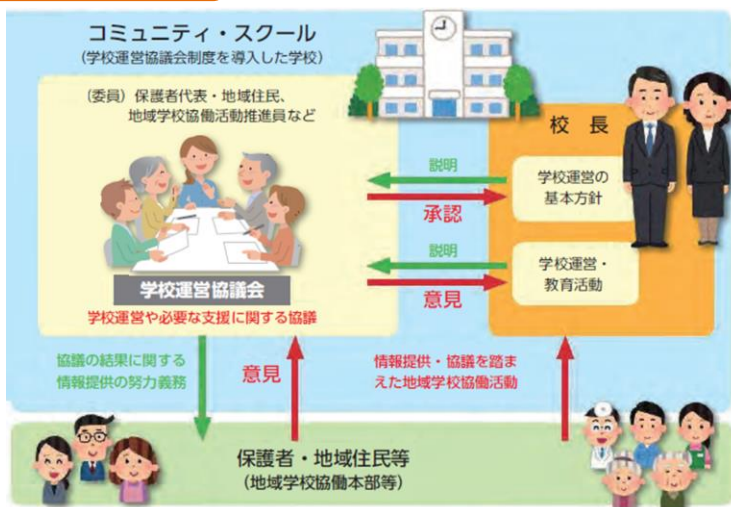 コミュニティ・スクール
(学校運営協議会制度を導入した学校)
(委員)保護者代表・地域住民、
地域学校協働活動推進員など
学校運営協議会
学校運営や必要な支援に関する協議
校 長
説明
承認
学校運営の
基本方針
説明
意見
学校運営・
教育活動
協議の結果に関する
情報提供の努力義務
意見
情報提供・協議を踏ま
えた地域学校協働活動
保護者・地域住民等
(地域学校協働本部等)